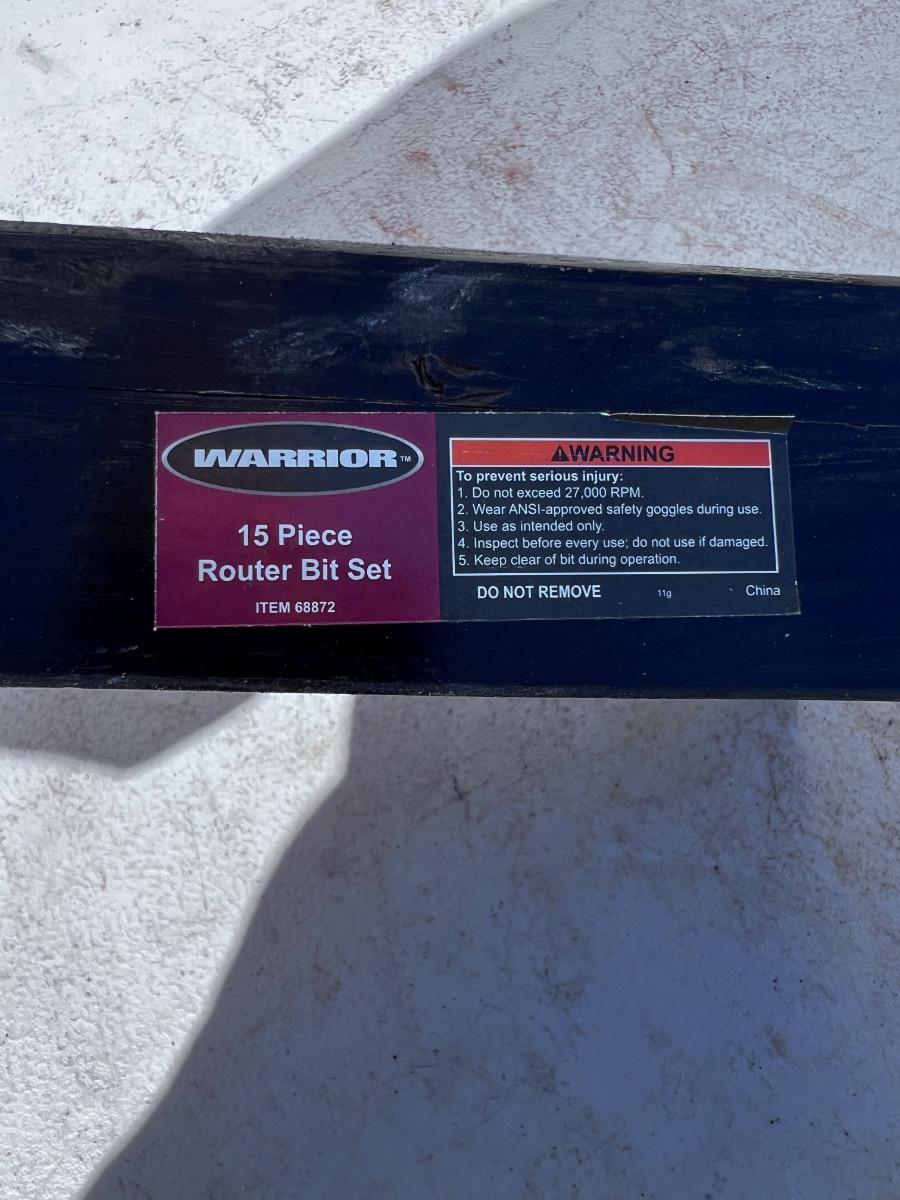 WARRIOR™
15 Piece
Router Bit Set
ITEM 68872
⚠WARNING
To prevent serious injury:
1. Do not exceed 27,000 RPM.
2. Wear ANSI-approved safety goggles during use.
3. Use as intended only.
4. Inspect before every use; do not use if damaged.
5. Keep clear of bit during operation.
DO NOT REMOVE 11g China